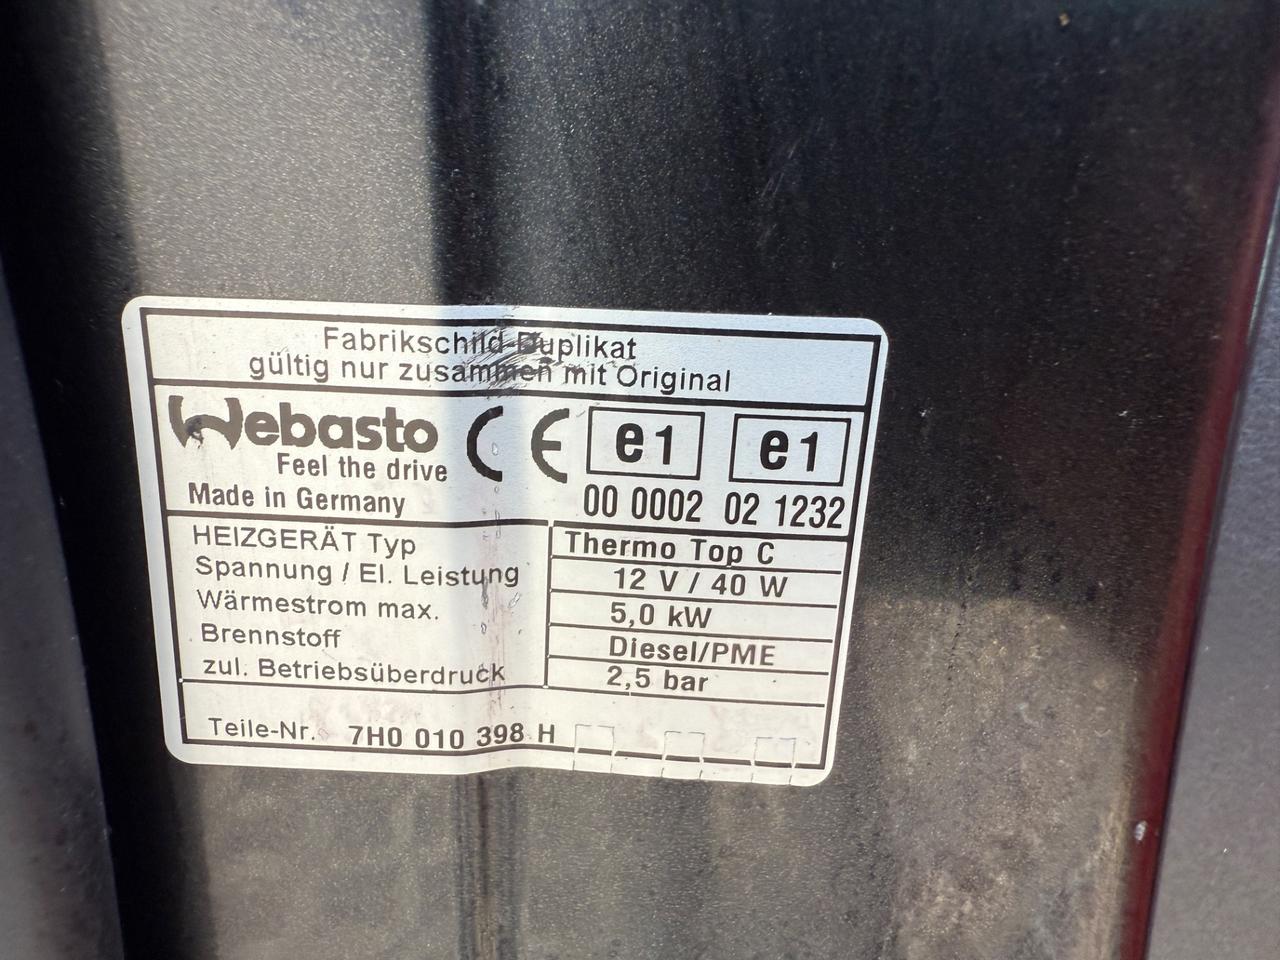 Fabrikschild-Duplikat
gültig nur zusammen mit Original
Webasto CE e1 e1
Feel the drive
Made in Germany 00 0002 02 1232
HEIZGERÄT Typ Thermo Top C
Spannung / El. Leistung 12 V / 40 W
Wärmestrom max. 5,0 kW
Brennstoff Diesel/PME
zul. Betriebsüberdruck 2,5 bar
Teile-Nr. 7H0 010 398 H